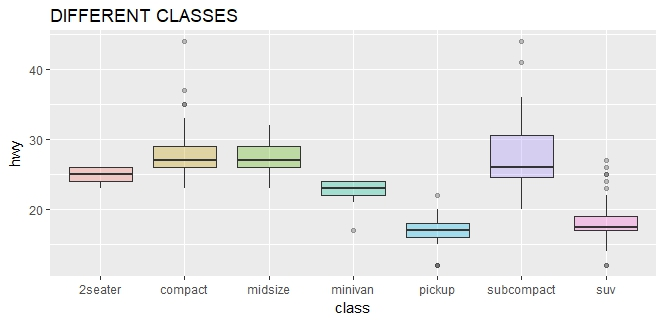 DIFFERENT CLASSES
hwy
40
30
20
2seater compact midsize minivan pickup subcompact suv
class